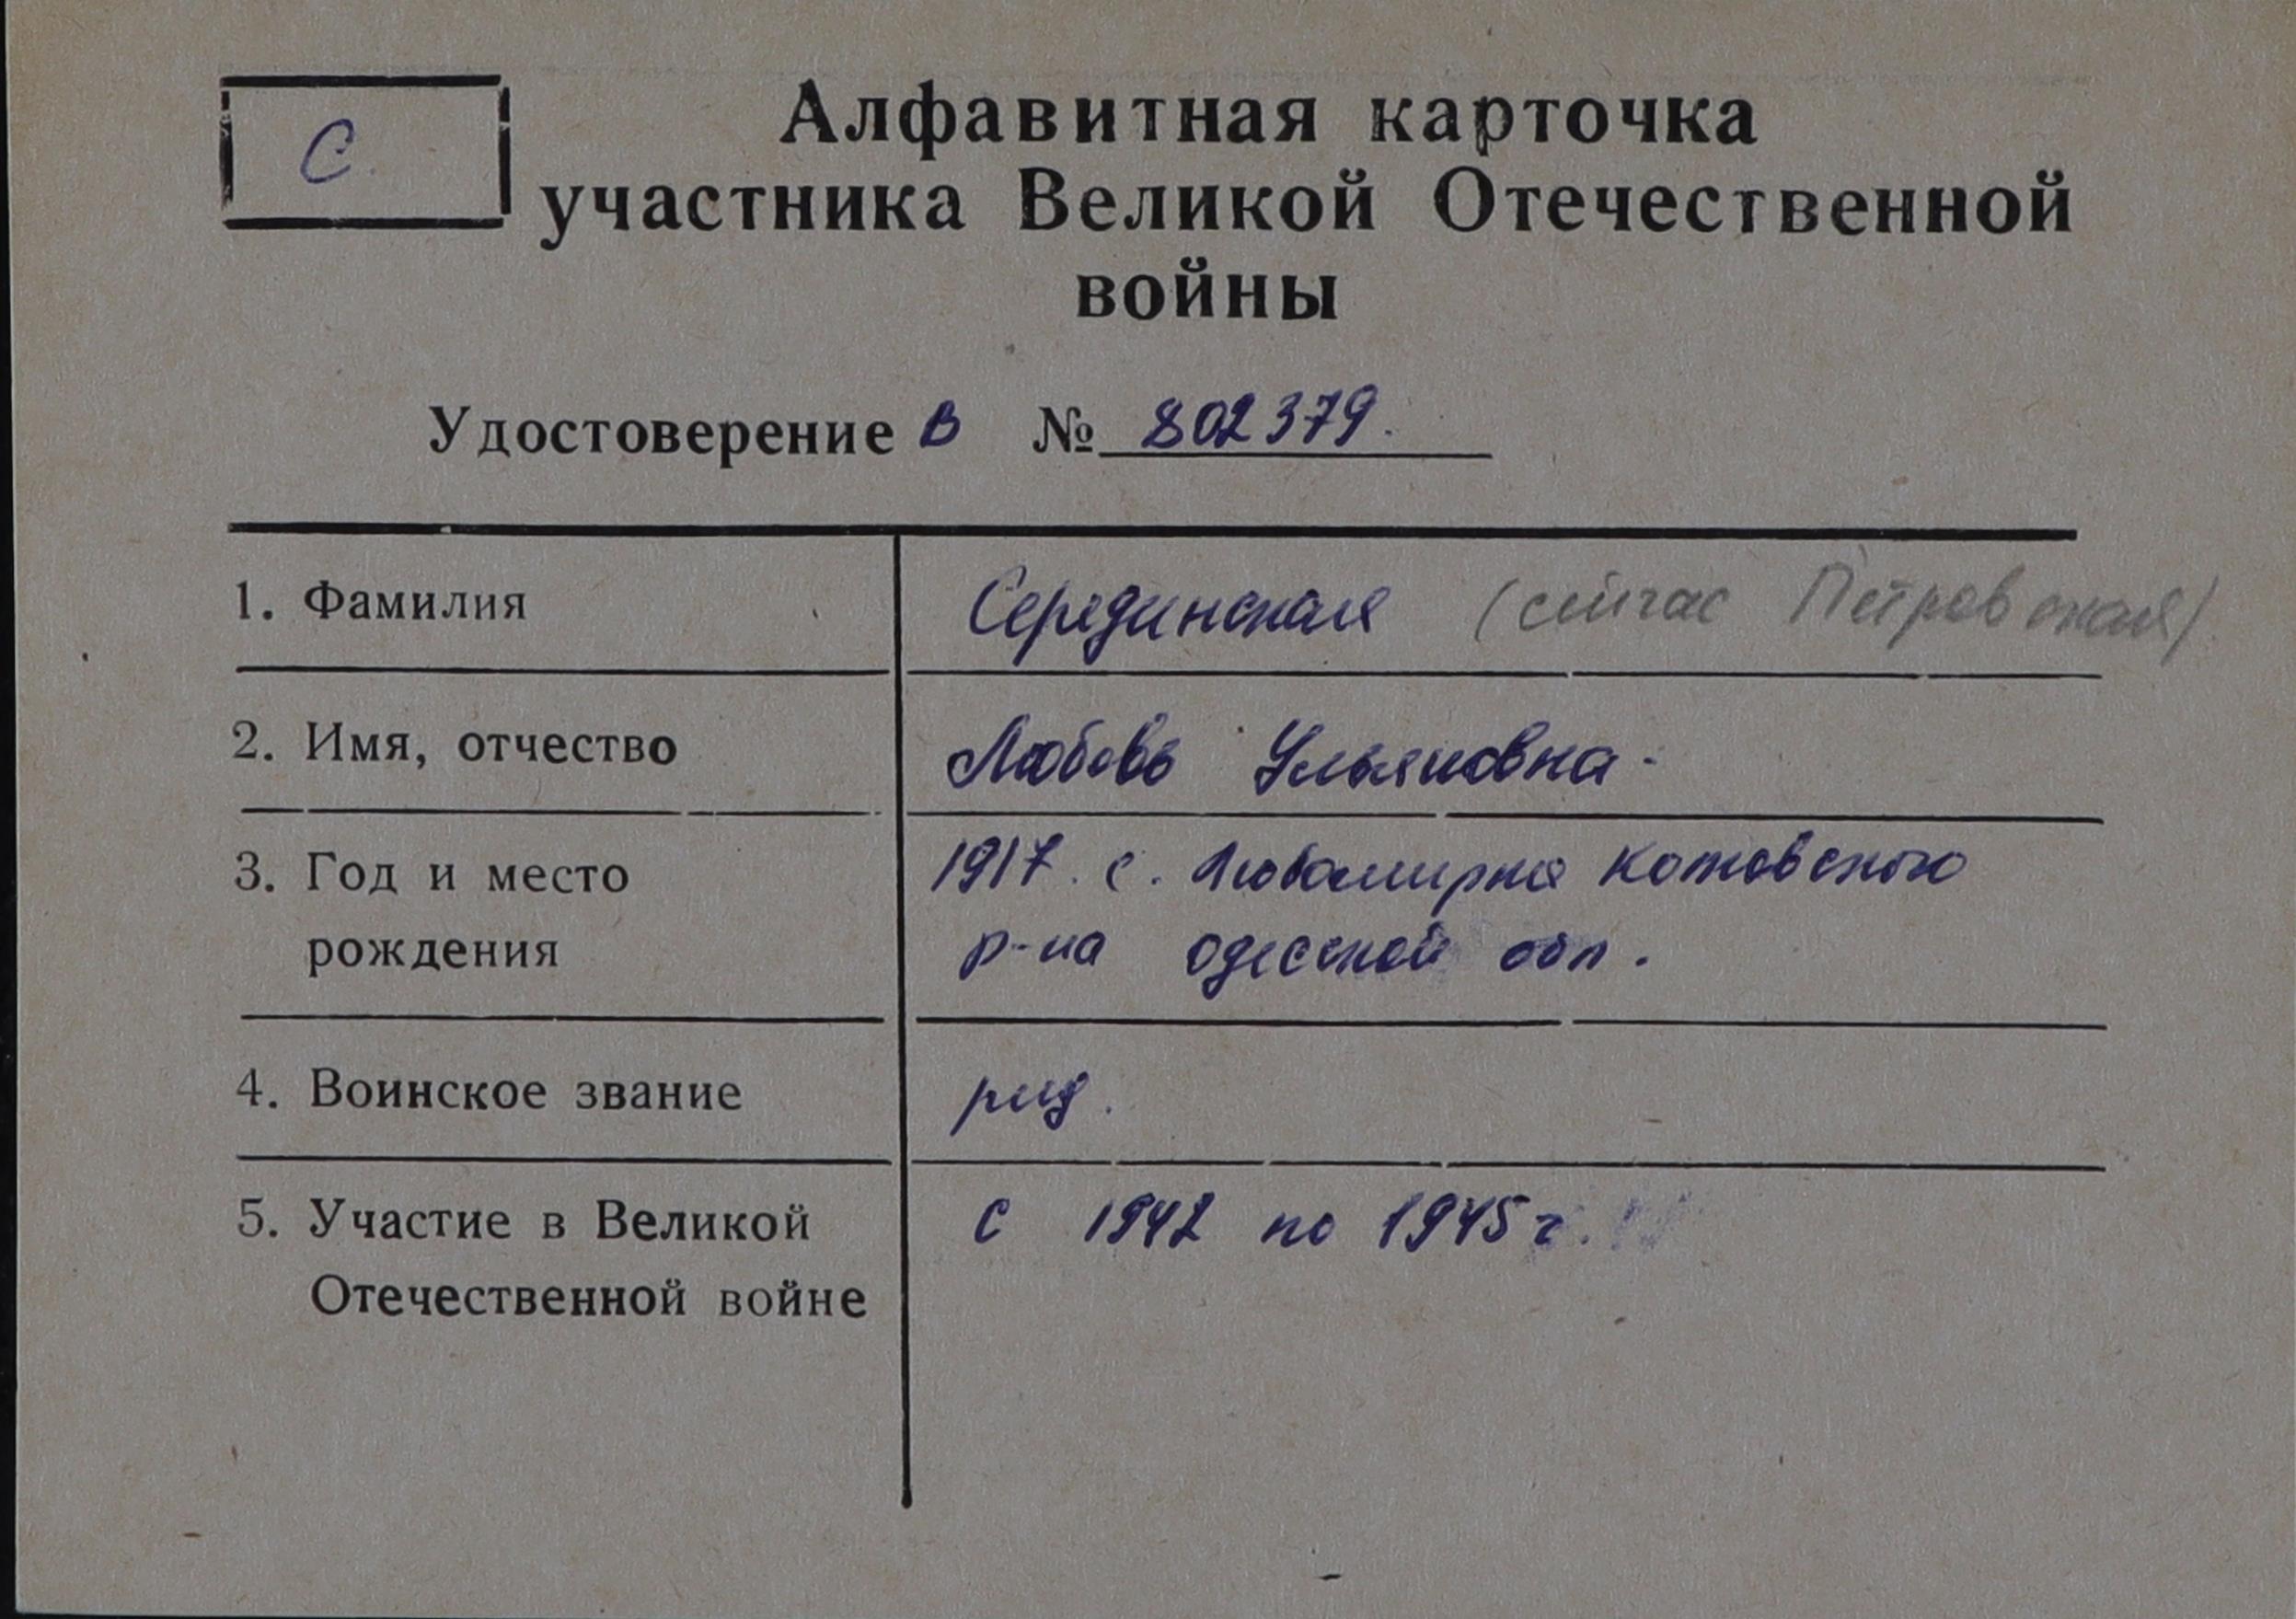 С.
Алфавитная карточка
участника Великой Отечественной
войны
Удостоверение В № 802379.
1. Фамилия Серединская (сейчас Петровская)
2. Имя, отчество Любовь Ульяновна
3. Год и место 1917. с. Любомирка Котовского
рождения р-на Одесской обл.
4. Воинское звание ряд.
5. Участие в Великой с 1942 по 1945 г.
Отечественной войне